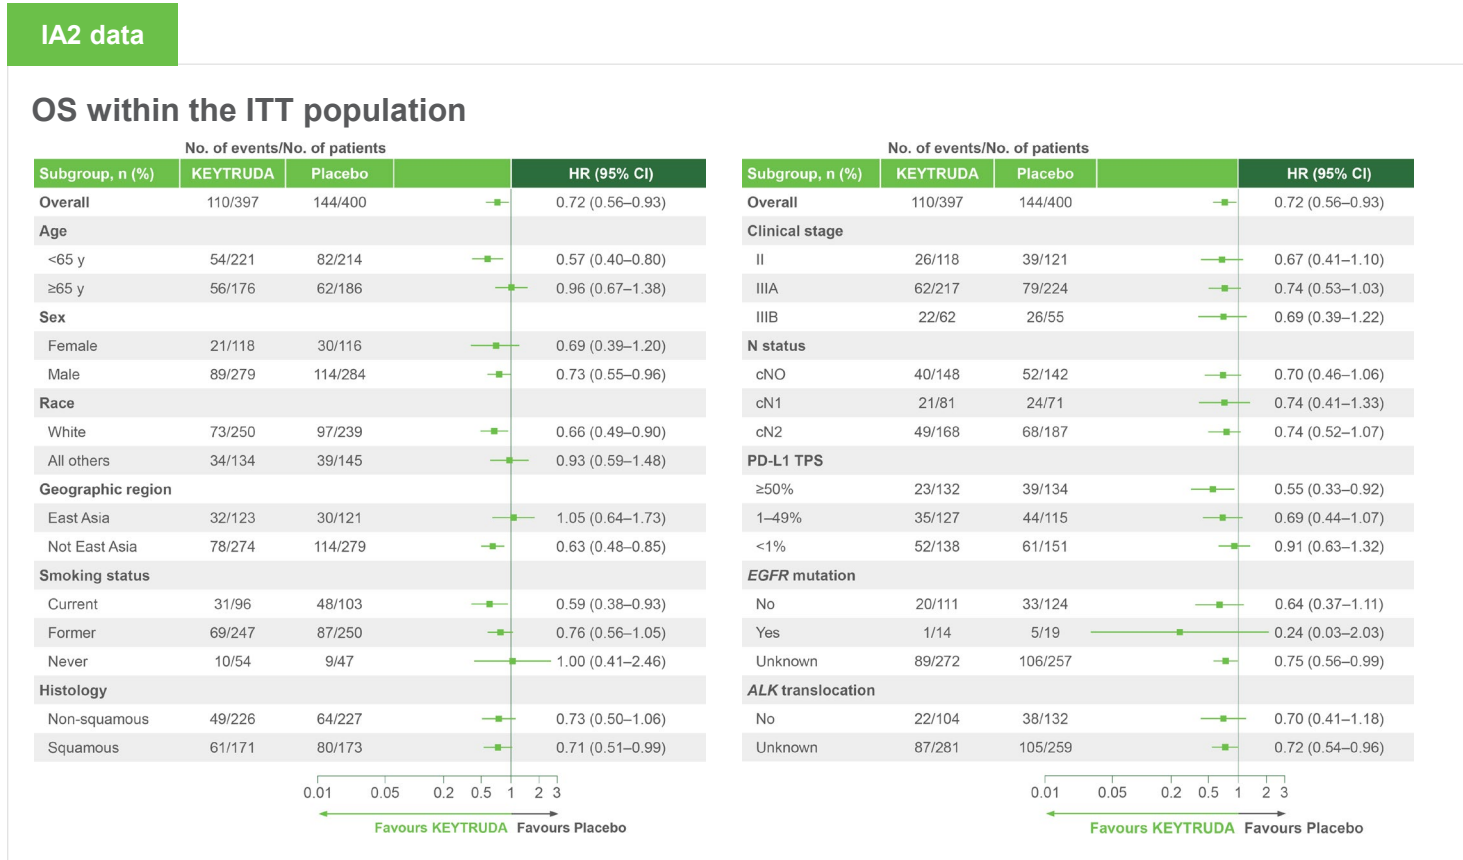 IA2 data
OS within the ITT population
No. of events/No. of patients
Subgroup, n (%) KEYTRUDA Placebo HR (95% CI)
Overall 110/397 144/400 0.72 (0.56–0.93)
Age
<65 y 54/221 82/214 0.57 (0.40–0.80)
≥65 y 56/176 62/186 0.96 (0.67–1.38)
Sex
Female 21/118 30/116 0.69 (0.39–1.20)
Male 89/279 114/284 0.73 (0.55–0.96)
Race
White 73/250 97/239 0.66 (0.49–0.90)
All others 34/134 39/145 0.93 (0.59–1.48)
Geographic region
East Asia 32/123 30/121 1.05 (0.64–1.73)
Not East Asia 78/274 114/279 0.63 (0.48–0.85)
Smoking status
Current 31/96 48/103 0.59 (0.38–0.93)
Former 69/247 87/250 0.76 (0.56–1.05)
Never 10/54 9/47 1.00 (0.41–2.46)
Histology
Non-squamous 49/226 64/227 0.73 (0.50–1.06)
Squamous 61/171 80/173 0.71 (0.51–0.99)
0.01 0.05 0.2 0.5 1 2 3
Favours KEYTRUDA Favours Placebo
No. of events/No. of patients
Subgroup, n (%) KEYTRUDA Placebo HR (95% CI)
Overall 110/397 144/400 0.72 (0.56–0.93)
Clinical stage
II 26/118 39/121 0.67 (0.41–1.10)
IIIA 62/217 79/224 0.74 (0.53–1.03)
IIIB 22/62 26/55 0.69 (0.39–1.22)
N status
cNO 40/148 52/142 0.70 (0.46–1.06)
cN1 21/81 24/71 0.74 (0.41–1.33)
cN2 49/168 68/187 0.74 (0.52–1.07)
PD-L1 TPS
≥50% 23/132 39/134 0.55 (0.33–0.92)
1–49% 35/127 44/115 0.69 (0.44–1.07)
<1% 52/138 61/151 0.91 (0.63–1.32)
EGFR mutation
No 20/111 33/124 0.64 (0.37–1.11)
Yes 1/14 5/19 0.24 (0.03–2.03)
Unknown 89/272 106/257 0.75 (0.56–0.99)
ALK translocation
No 22/104 38/132 0.70 (0.41–1.18)
Unknown 87/281 105/259 0.72 (0.54–0.96)
0.01 0.05 0.2 0.5 1 2 3
Favours KEYTRUDA Favours Placebo